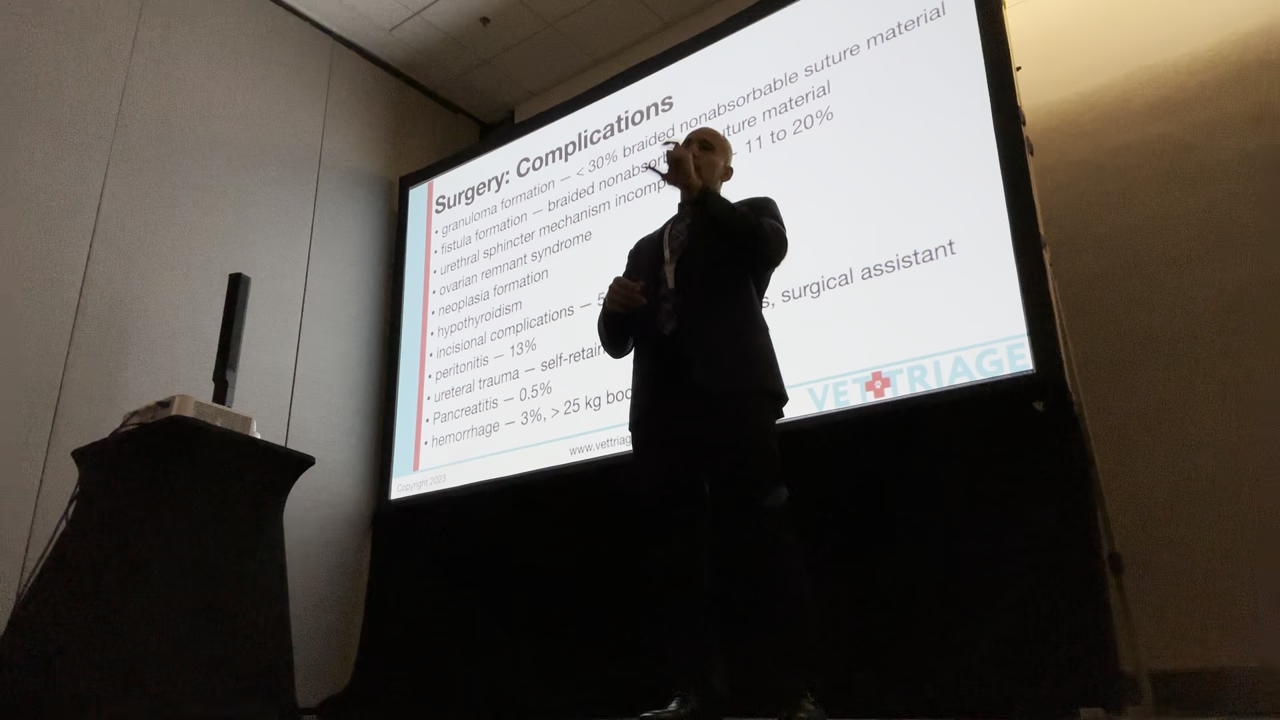 Surgery: Complications
• granuloma formation – < 30% braided nonabsorbable suture material
• fistula formation – braided nonabsorb suture material
• urethral sphincter mechanism incomp – 11 to 20%
• ovarian remnant syndrome
• neoplasia formation
• hypothyroidism
• incisional complications – 5 s, surgical assistant
• peritonitis – 13%
• ureteral trauma – self-retain
• Pancreatitis – 0.5%
• hemorrhage – 3%, > 25 kg bod
VETTRIAGE
www.vettriag
Copyright 2023